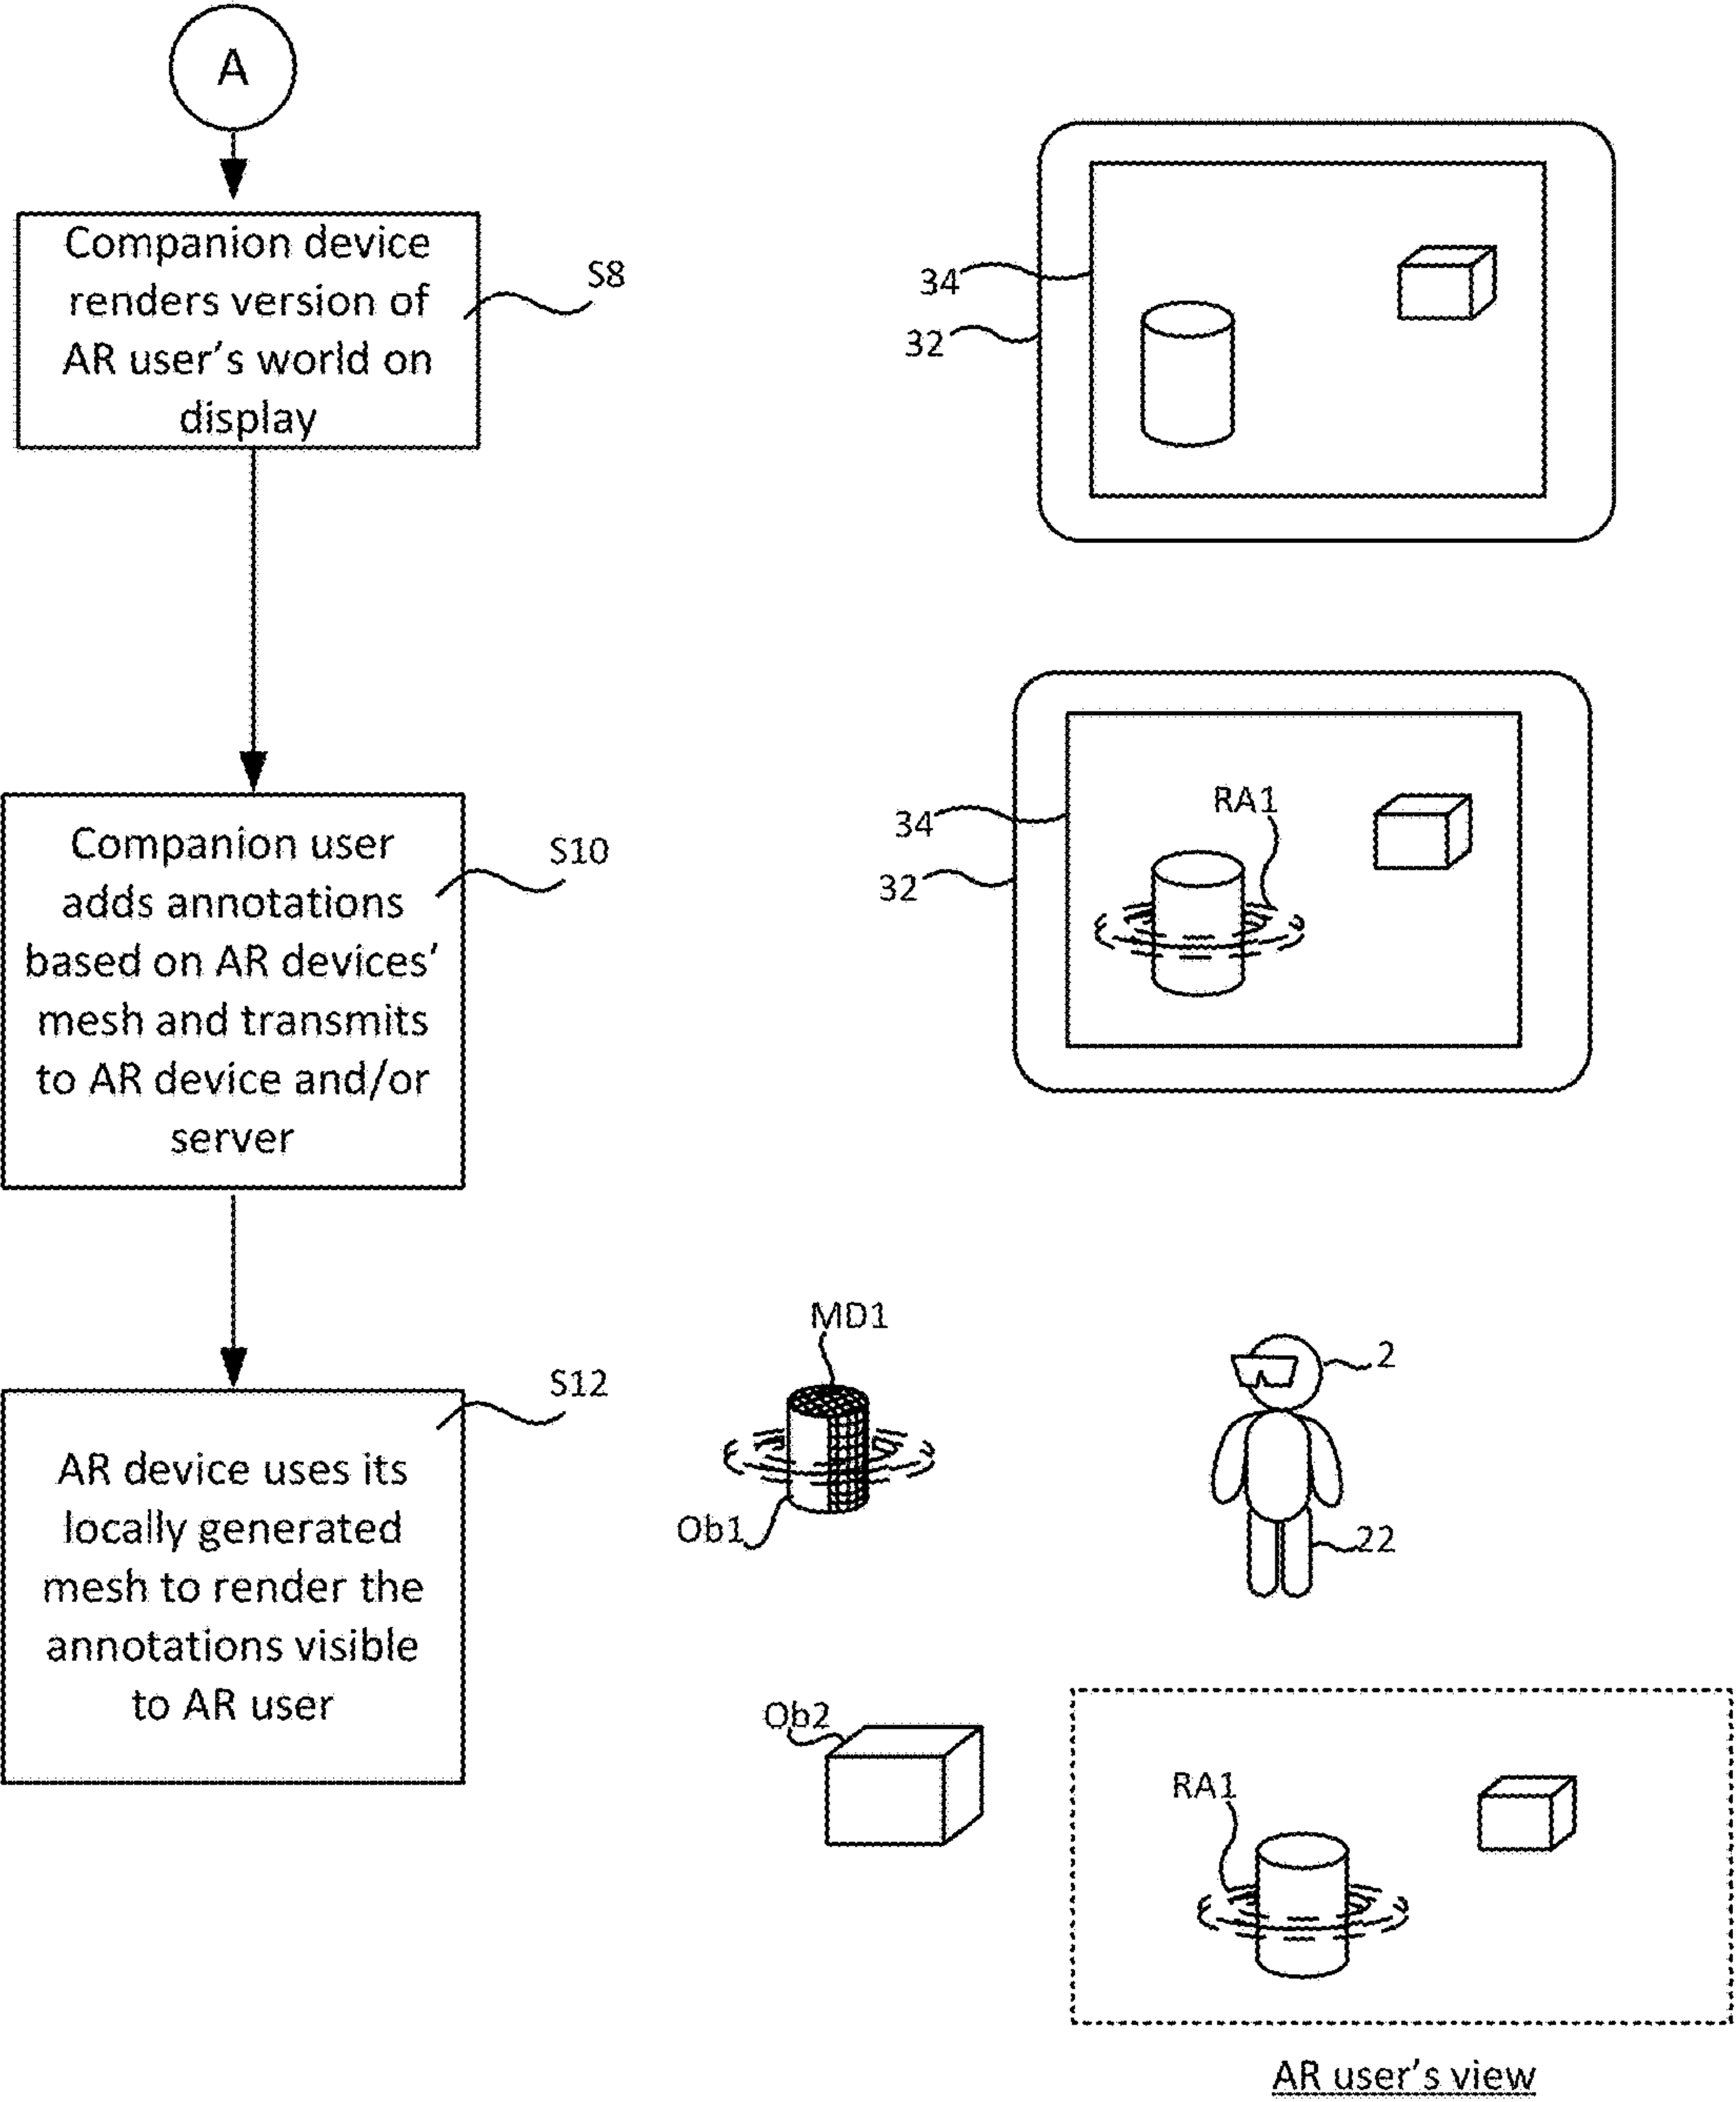 A
Companion device
renders version of
AR user's world on
display
S8
34
32
Companion user
adds annotations
based on AR devices'
mesh and transmits
to AR device and/or
server
S10
34
32
RA1
AR device uses its
locally generated
mesh to render the
annotations visible
to AR user
S12
MD1
Ob1
2
22
Ob2
RA1
AR user's view